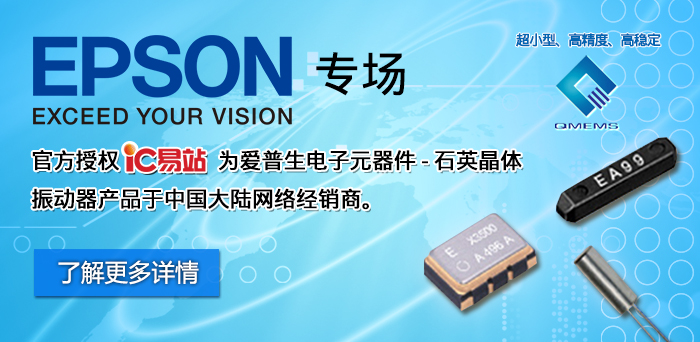 EPSON 专场
EXCEED YOUR VISION
超小型、高精度、高稳定
QMEMS
官方授权 iC易站 为爱普生电子元器件 - 石英晶体
振动器产品于中国大陆网络经销商。
了解更多详情
EA99
E X3500
A 496 A